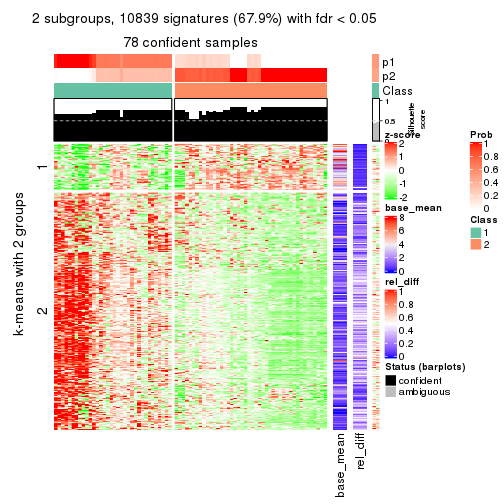 2 subgroups, 10839 signatures (67.9%) with fdr < 0.05
78 confident samples
p1
p2
Class
1
0.5
0
Silhouette
score
k-means with 2 groups
1
2
base_mean
rel_diff
z-score
2
1
0
-1
-2
base_mean
8
6
4
2
0
rel_diff
1
0.8
0.6
0.4
0.2
0
Status (barplots)
confident
ambiguous
Prob
1
0.8
0.6
0.4
0.2
0
Class
1
2